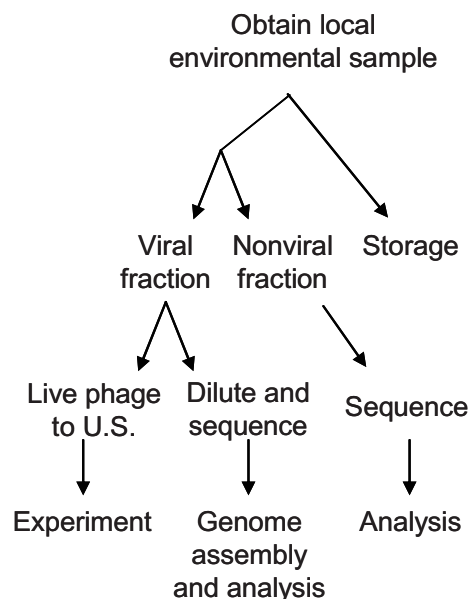 Obtain local
environmental sample
Viral
fraction
Nonviral
fraction
Storage
Live phage
to U.S.
Dilute and
sequence
Sequence
Experiment
Genome
assembly
and analysis
Analysis